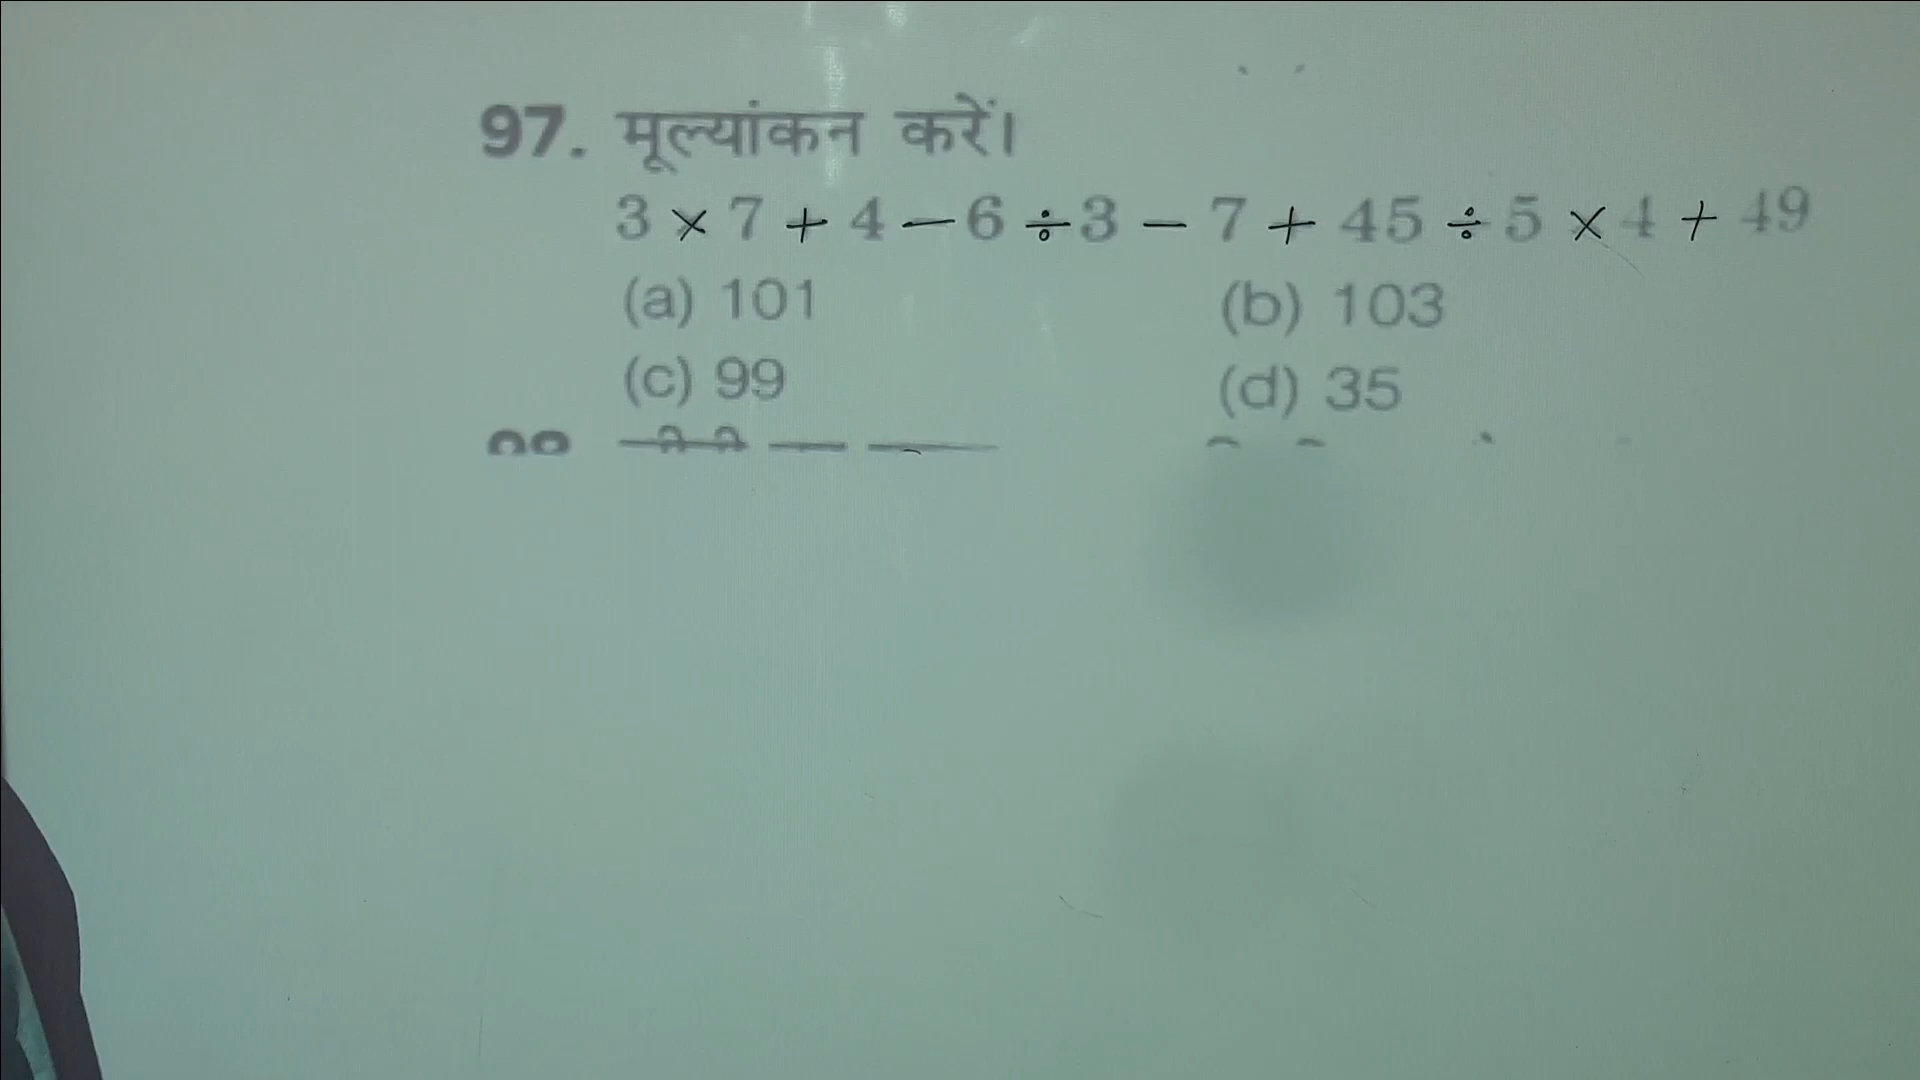 97. मूल्यांकन करें।
3 × 7 + 4 – 6 ÷ 3 – 7 + 45 ÷ 5 × 4 + 49
(a) 101 (b) 103
(c) 99 (d) 35